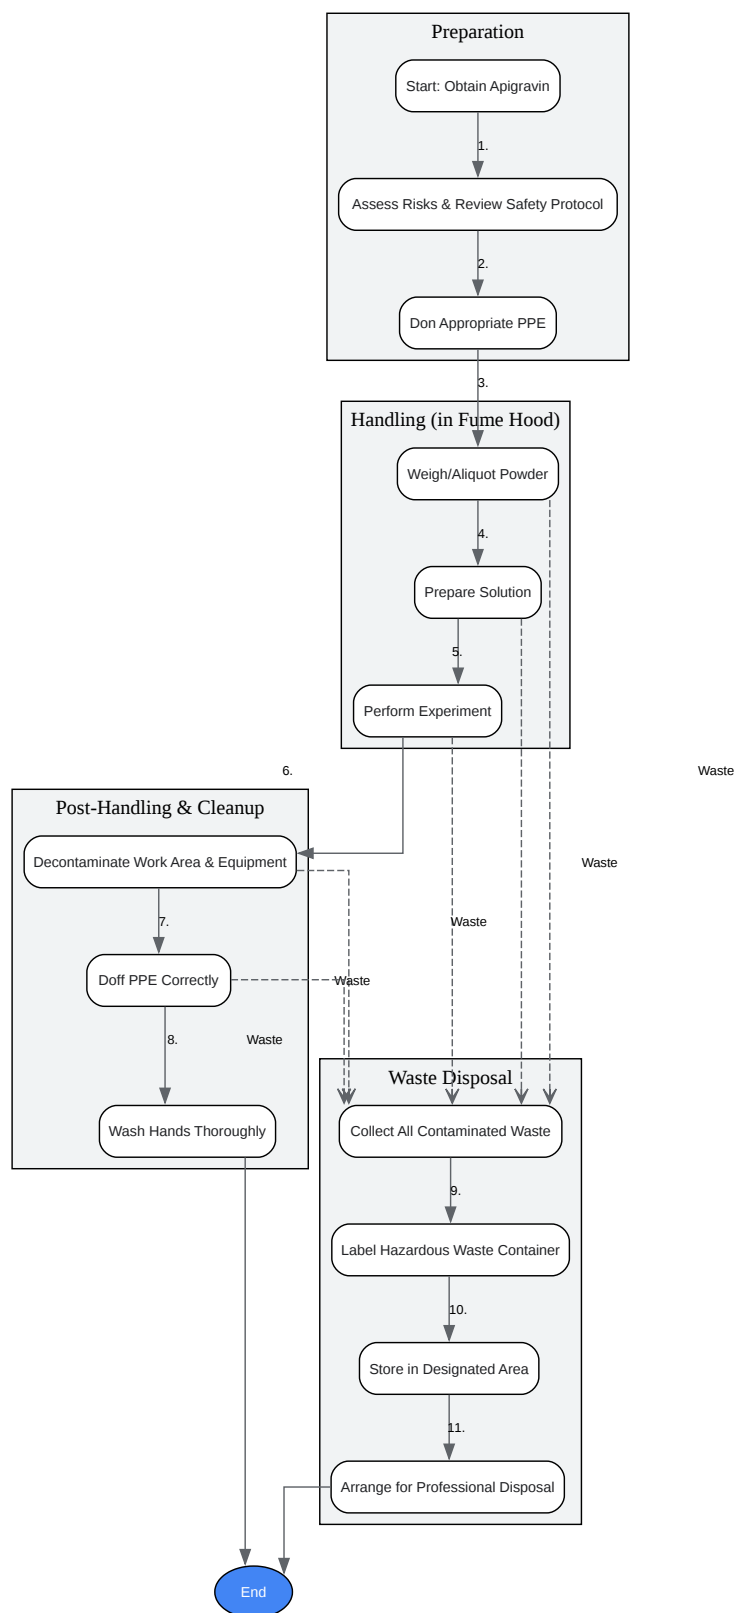 Preparation
Start: Obtain Apigravin
1.
Assess Risks & Review Safety Protocol
2.
Don Appropriate PPE
3.
Handling (in Fume Hood)
Weigh/Aliquot Powder
4.
Prepare Solution
5.
Perform Experiment
6.
Waste
Post-Handling & Cleanup
Decontaminate Work Area & Equipment
Waste
7.
Waste
Doff PPE Correctly
Waste
8.
Waste
Waste Disposal
Wash Hands Thoroughly
Collect All Contaminated Waste
9.
Label Hazardous Waste Container
10.
Store in Designated Area
11.
Arrange for Professional Disposal
End